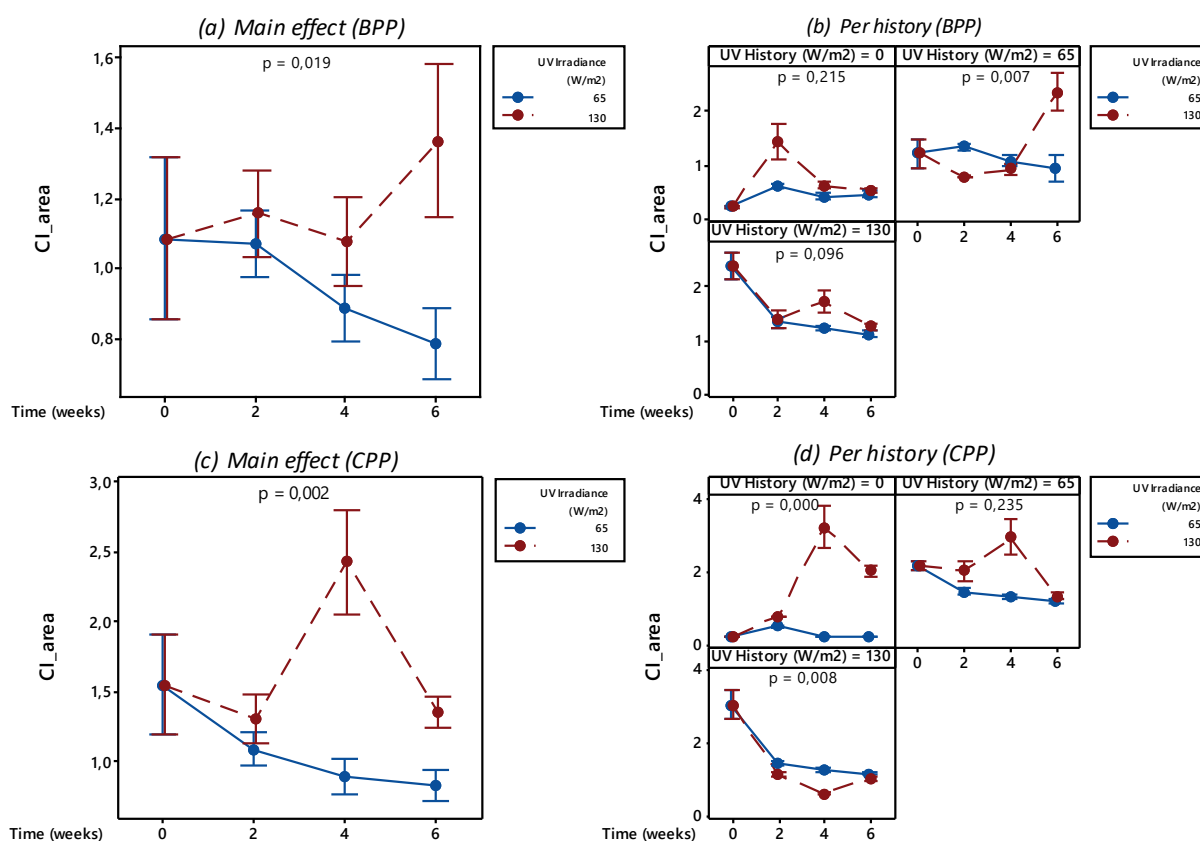 (a) Main effect (BPP)
p = 0,019
1,6
1,4
1,2
1,0
0,8
CI_area
Time (weeks)
0 2 4 6
UV Irradiance
(W/m2)
65
130
(b) Per history (BPP)
UV History (W/m2) = 0
UV History (W/m2) = 65
p = 0,215
p = 0,007
2
1
0
0 2 4 6
UV History (W/m2) = 130
p = 0,096
2
1
0
CI_area
Time (weeks)
0 2 4 6
UV Irradiance
(W/m2)
65
130
(c) Main effect (CPP)
p = 0,002
3,0
2,5
2,0
1,5
1,0
CI_area
Time (weeks)
0 2 4 6
UV Irradiance
(W/m2)
65
130
(d) Per history (CPP)
UV History (W/m2) = 0
UV History (W/m2) = 65
p = 0,000
p = 0,235
4
2
0
0 2 4 6
UV History (W/m2) = 130
p = 0,008
4
2
0
CI_area
Time (weeks)
0 2 4 6
UV Irradiance
(W/m2)
65
130